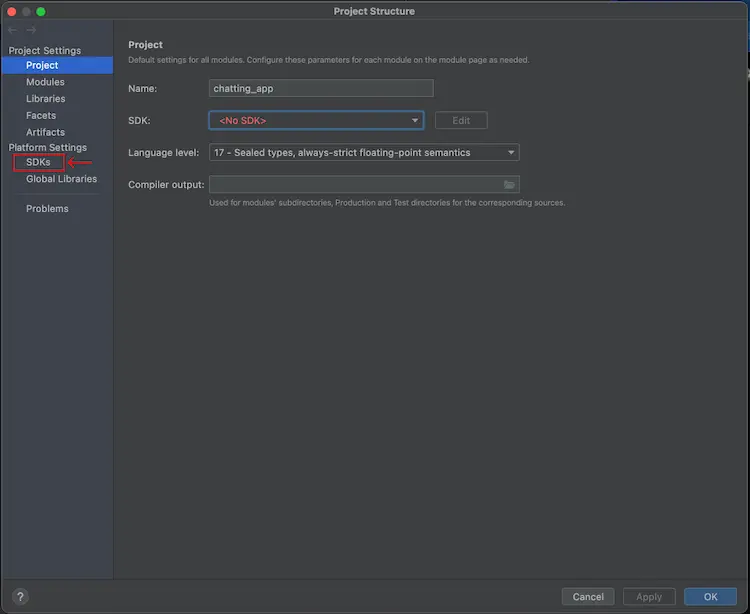 Project Structure
Project Settings
Project
Modules
Libraries
Facets
Artifacts
Platform Settings
SDKs
Global Libraries
Problems
Project
Default settings for all modules. Configure these parameters for each module on the module page as needed.
Name: chatting_app
SDK: <No SDK> Edit
Language level: 17 - Sealed types, always-strict floating-point semantics
Compiler output:
Used for modules' subdirectories, Production and Test directories for the corresponding sources.
? Cancel Apply OK